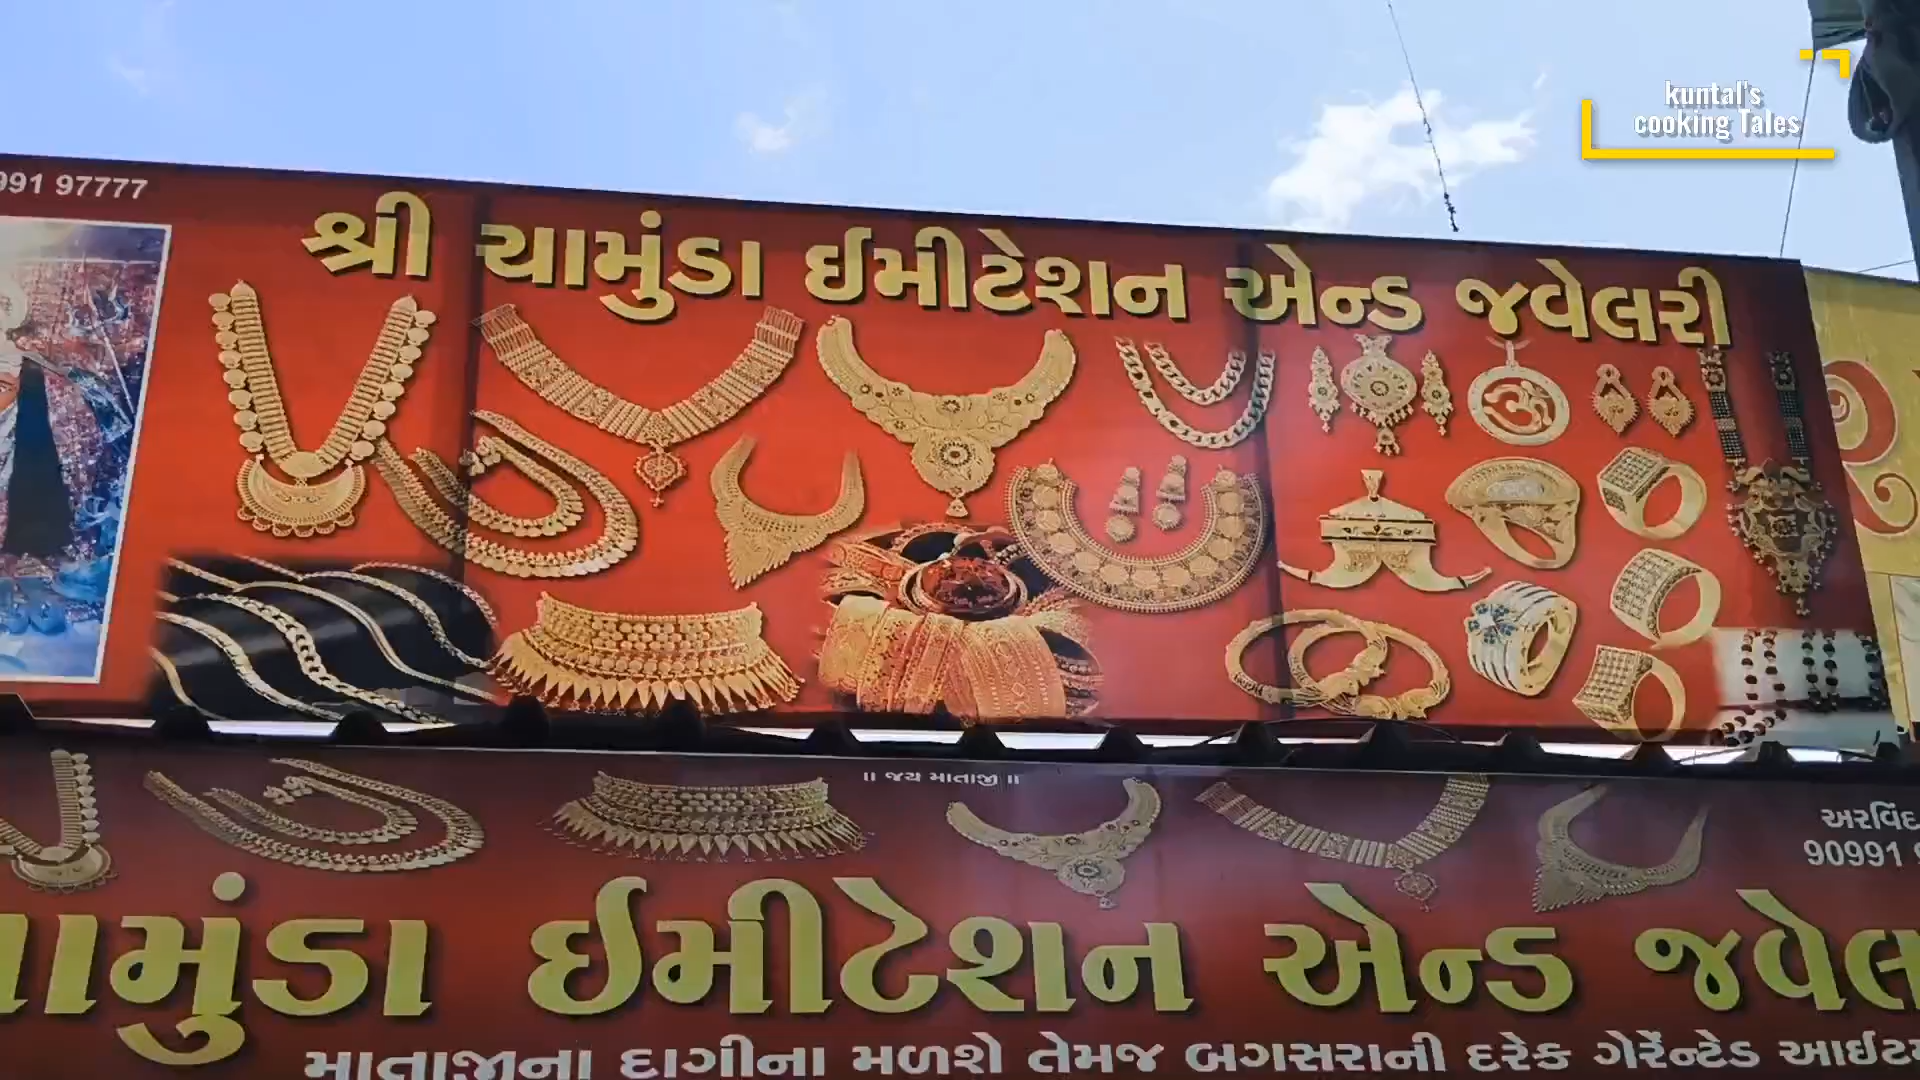 kuntal's
cooking Tales
991 97777
શ્રી ચામુંડા ઈમીટેશન એન્ડ જવેલરી
॥ જય માતાજી ॥
અરવિંદ
90991
ચામુંડા ઈમીટેશન એન્ડ જવેલ
માતાજીના દાગીના મળશે તેમજ બગસરાની દરેક ગેરેંન્ટેડ આઈટમ